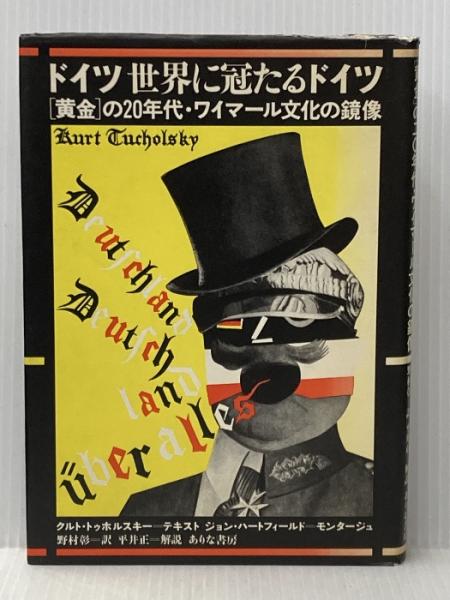 ドイツ 世界に冠たるドイツ
[黄金]の20年代・ワイマール文化の鏡像
Kurt Tucholsky
Deutschland
Deutsch
land
über alles
クルト・トゥホルスキー＝テキスト ジョン・ハートフィールド＝モンタージュ
野村彰＝訳 平井正＝解説 ありな書房